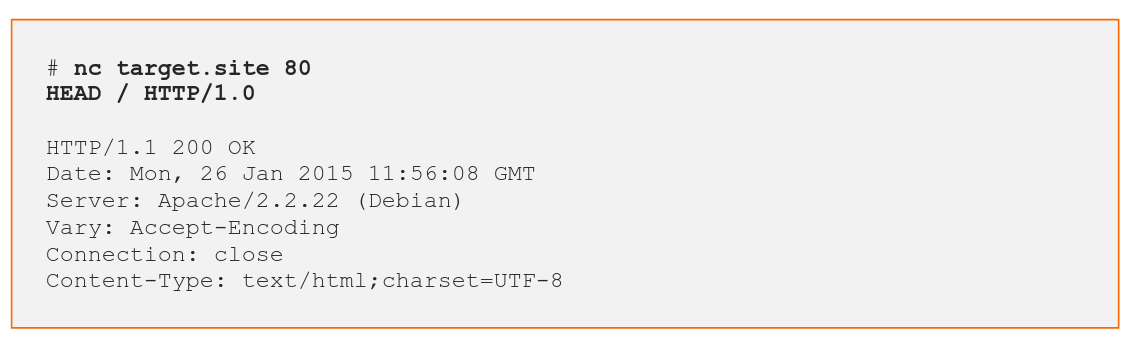 # nc target.site 80
HEAD / HTTP/1.0
HTTP/1.1 200 OK
Date: Mon, 26 Jan 2015 11:56:08 GMT
Server: Apache/2.2.22 (Debian)
Vary: Accept-Encoding
Connection: close
Content-Type: text/html;charset=UTF-8